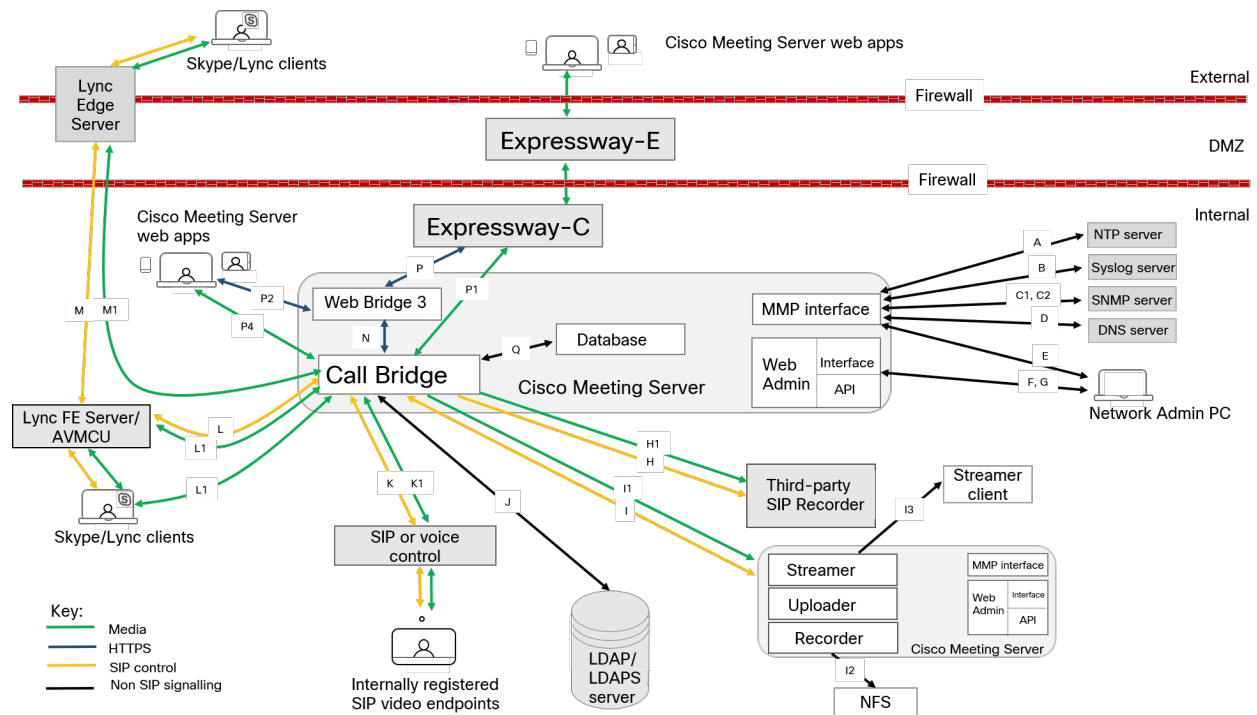 Skype/Lync clients
Cisco Meeting Server web apps
External
Lync
Edge
Server
Firewall
Expressway-E
DMZ
Firewall
Internal
Cisco Meeting Server
web apps
Expressway-C
A
NTP server
B
Syslog server
C1, C2
SNMP server
D
DNS server
E
F, G
Network Admin PC
P
P1
P2
P4
Web Bridge 3
N
MMP interface
Q
Database
Web
Admin
Interface
API
Call Bridge
Cisco Meeting Server
M
M1
Lync FE Server/
AVMCU
L
L1
L1
S
S
Skype/Lync clients
H1
H
Third-party
SIP Recorder
Streamer
client
I1
I
I3
K
K1
J
SIP or voice
control
Streamer
Uploader
Recorder
MMP interface
Web
Admin
Interface
API
Cisco Meeting Server
I2
NFS
LDAP/
LDAPS
server
Internally registered
SIP video endpoints
Key:
Media
HTTPS
SIP control
Non SIP signalling